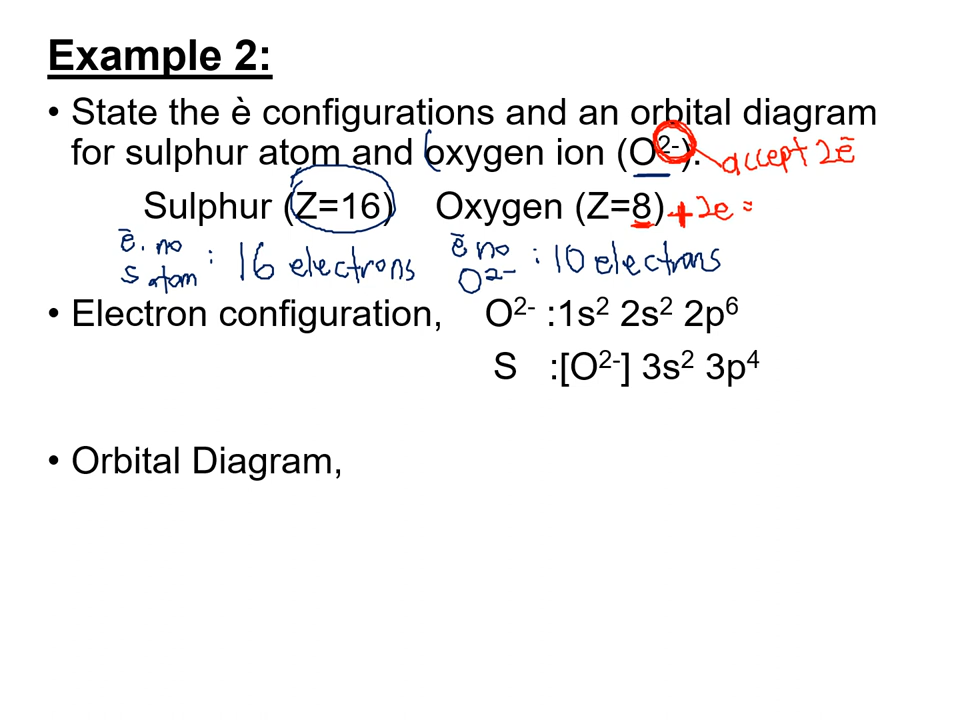 Example 2:
• State the è configurations and an orbital diagram
for sulphur atom and oxygen ion (O²⁻).
accept 2ē
Sulphur (Z=16) Oxygen (Z=8) + 2e =
ē. no
s atom : 16 electrons
ē no
O²⁻ : 10 electrons
• Electron configuration, O²⁻ :1s² 2s² 2p⁶
S :[O²⁻] 3s² 3p⁴
• Orbital Diagram,